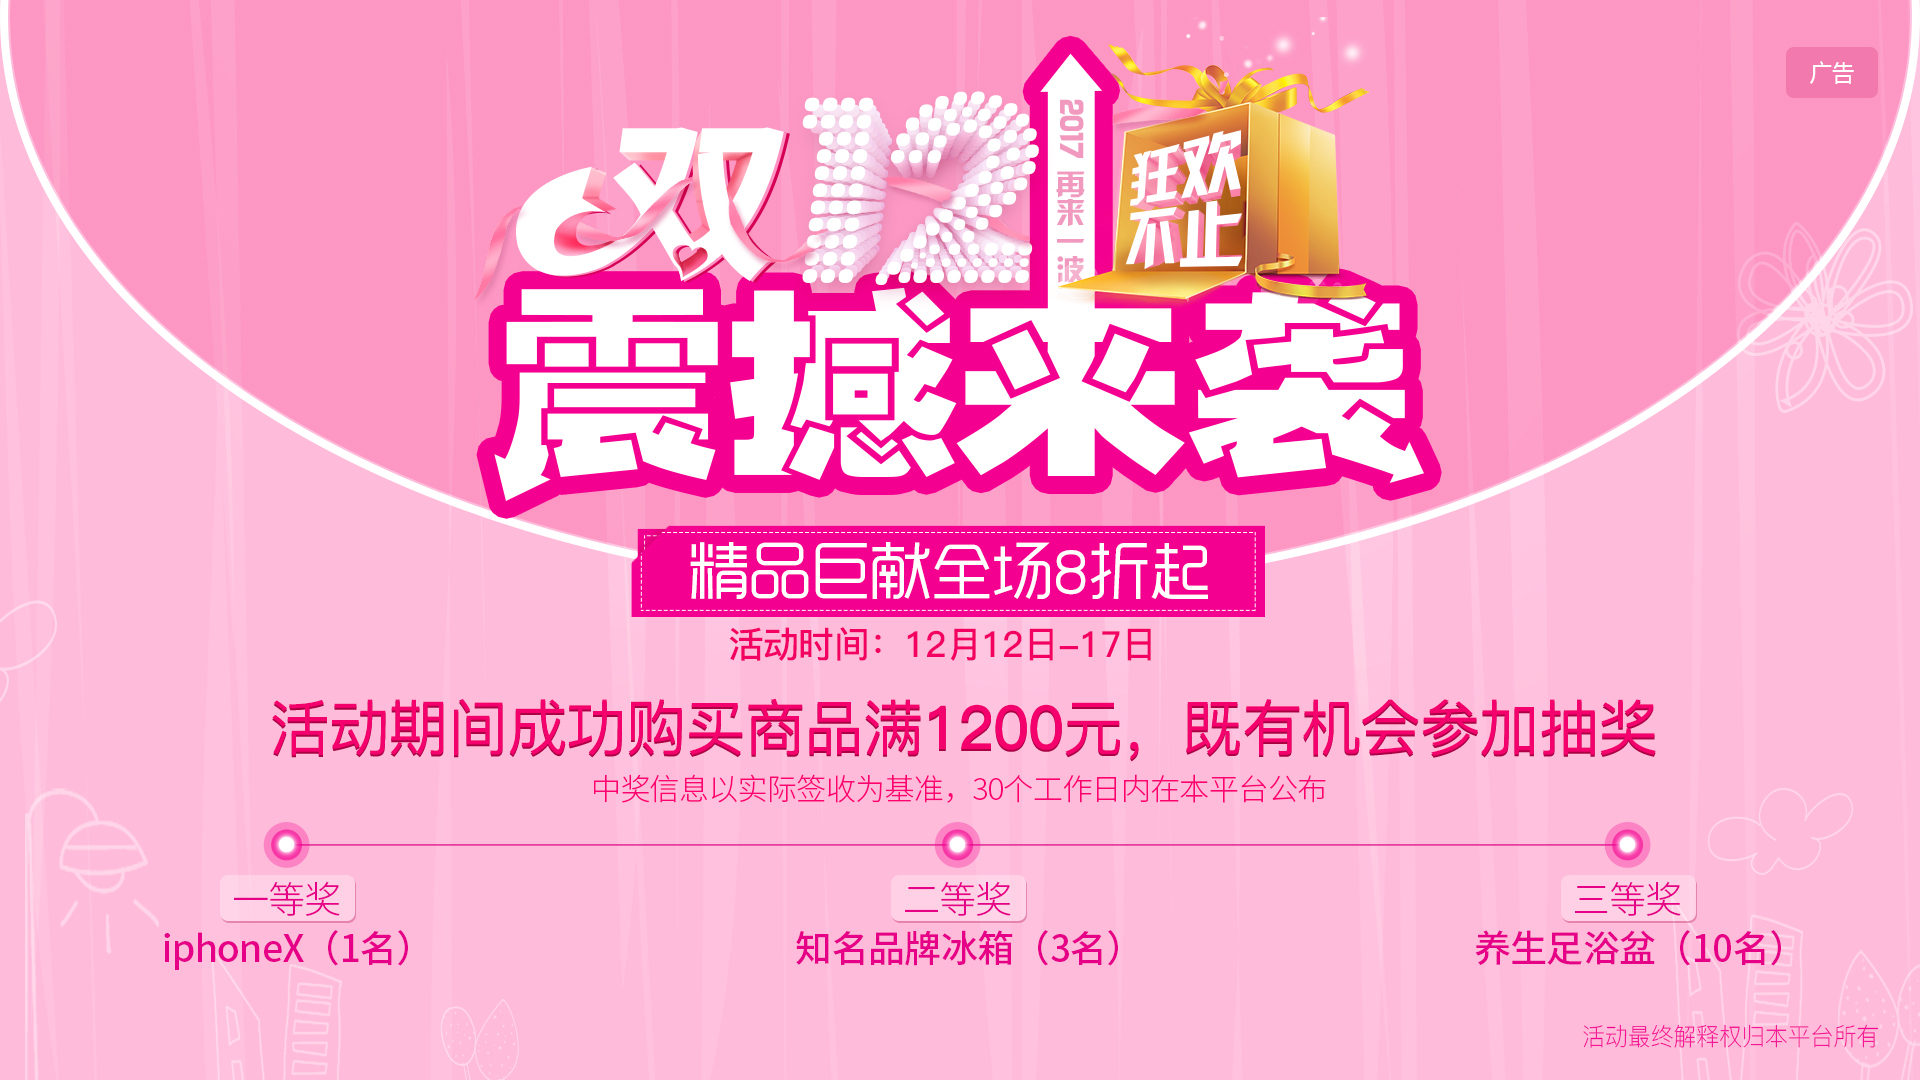 广告
双12
2017 再来一波
狂欢
不止
震撼来袭
精品巨献全场8折起
活动时间：12月12日-17日
活动期间成功购买商品满1200元，既有机会参加抽奖
中奖信息以实际签收为基准，30个工作日内在本平台公布
一等奖
iphoneX（1名）
二等奖
知名品牌冰箱（3名）
三等奖
养生足浴盆（10名）
活动最终解释权归本平台所有